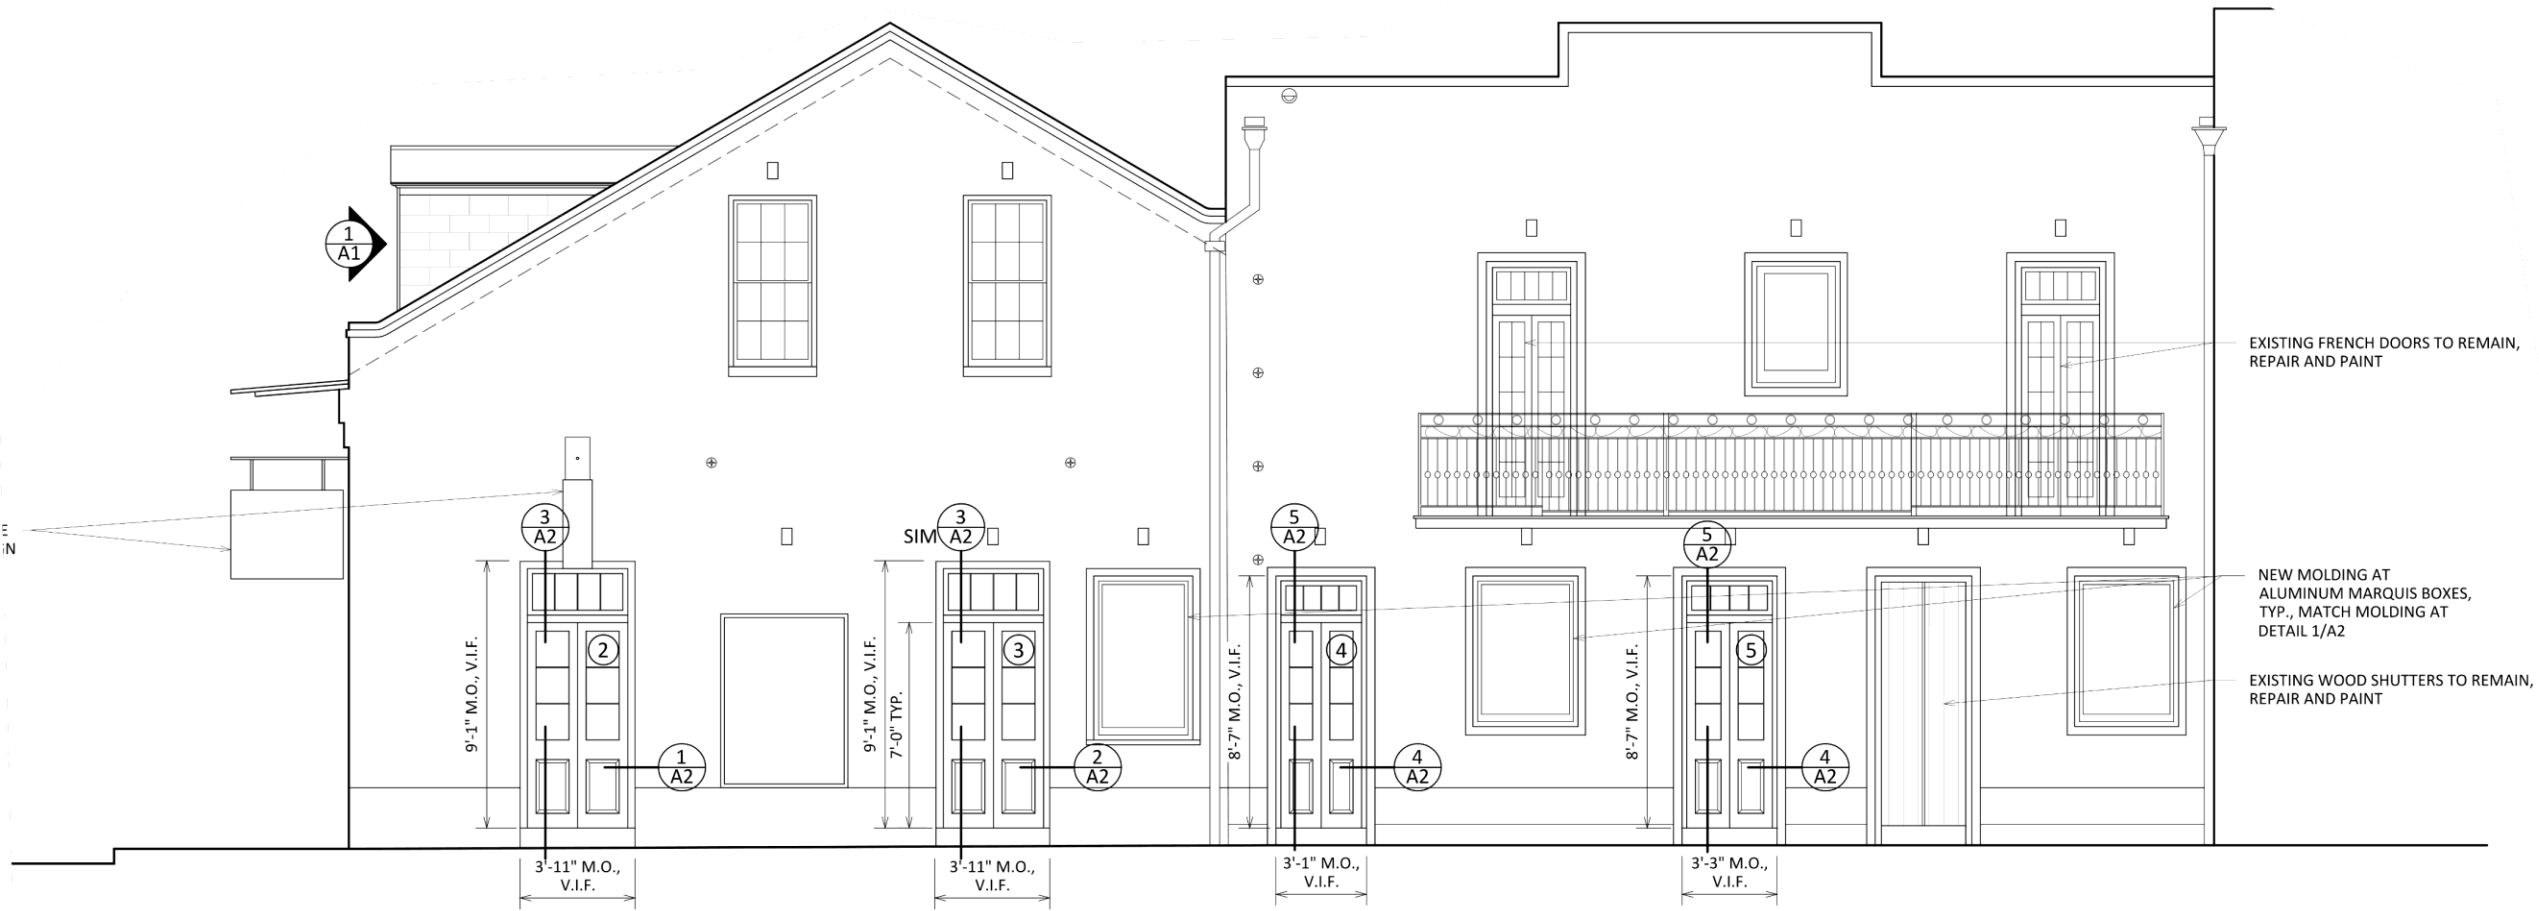 1
A1
EXISTING FRENCH DOORS TO REMAIN,
REPAIR AND PAINT
E
N
3
A2
SIM
3
A2
5
A2
5
A2
NEW MOLDING AT
ALUMINUM MARQUIS BOXES,
TYP., MATCH MOLDING AT
DETAIL 1/A2
EXISTING WOOD SHUTTERS TO REMAIN,
REPAIR AND PAINT
9'-1" M.O., V.I.F.
2
1
A2
9'-1" M.O., V.I.F.
7'-0" TYP.
3
2
A2
8'-7" M.O., V.I.F.
4
4
A2
8'-7" M.O., V.I.F.
5
4
A2
3'-11" M.O.,
V.I.F.
3'-11" M.O.,
V.I.F.
3'-1" M.O.,
V.I.F.
3'-3" M.O.,
V.I.F.